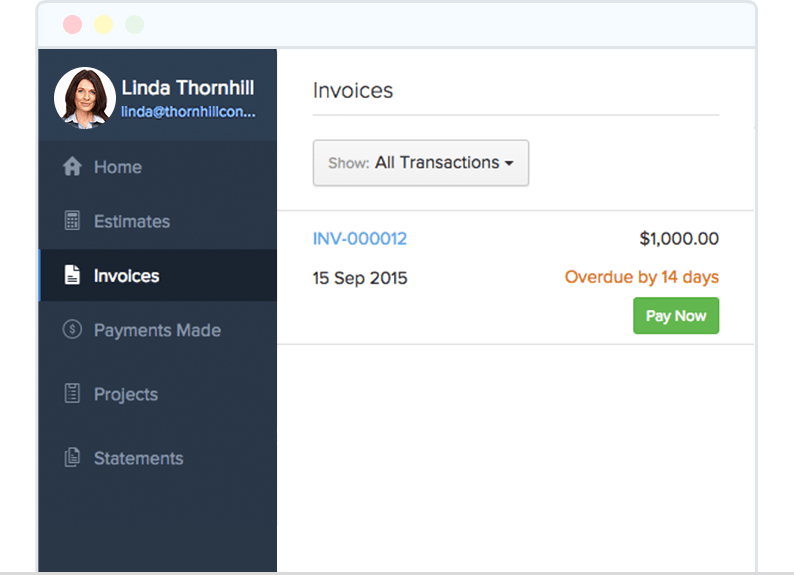 Linda Thornhill
linda@thornhillcon...
Home
Estimates
Invoices
Payments Made
Projects
Statements
Invoices
Show: All Transactions
INV-000012 $1,000.00
15 Sep 2015 Overdue by 14 days
Pay Now